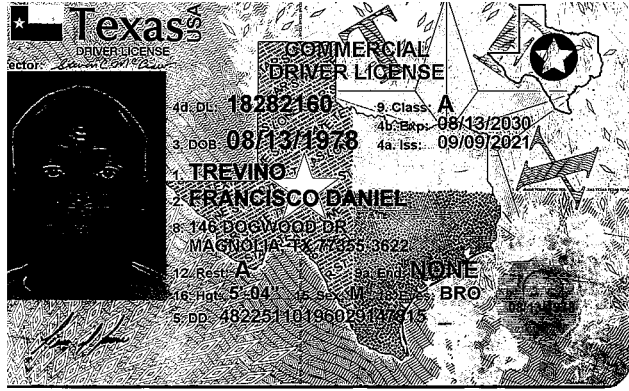 Texas USA
DRIVER LICENSE
COMMERCIAL
DRIVER LICENSE
4d. DL: 18282160 9. Class: A
4b. Exp: 08/13/2030
3. DOB: 08/13/1978 4a. Iss: 09/09/2021
1. TREVINO
2. FRANCISCO DANIEL
8. 146 DOGWOOD DR
MAGNOLIA, TX 77355-3622
12. Rest: A 9a. End: NONE
16. Hgt: 5'-04" 15. Sex: M 18. Eyes: BRO
5. DD: